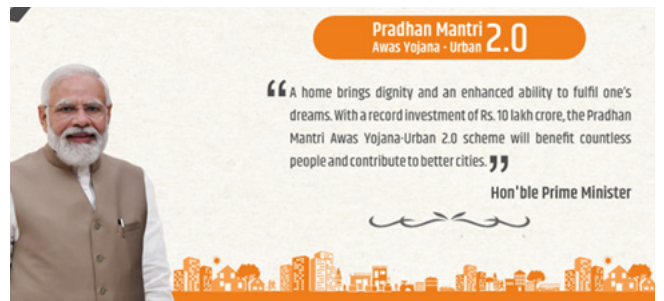 Pradhan Mantri
Awas Yojana - Urban 2.0
“A home brings dignity and an enhanced ability to fulfil one's
dreams. With a record investment of Rs. 10 lakh crore, the Pradhan
Mantri Awas Yojana-Urban 2.0 scheme will benefit countless
people and contribute to better cities.”
Hon'ble Prime Minister